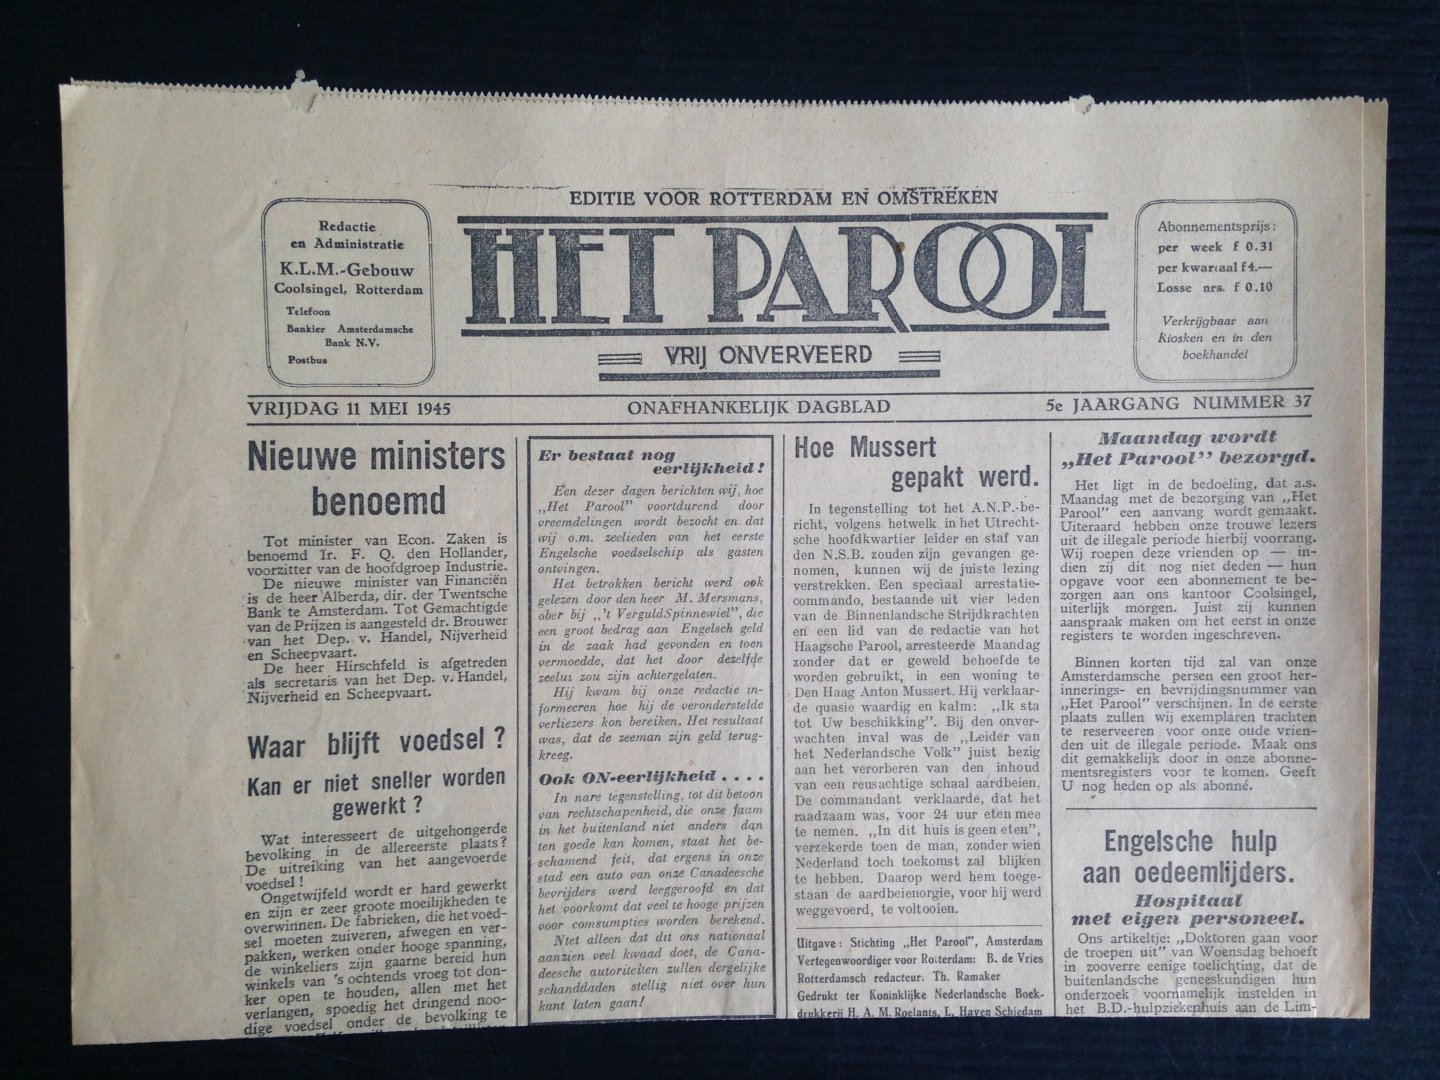 EDITIE VOOR ROTTERDAM EN OMSTREKEN
Redactie
en Administratie
K.L.M.-Gebouw
Coolsingel, Rotterdam
Telefoon
Bankier Amsterdamsche
Bank N.V.
Postbus
HET PAROOL
VRIJ ONVERVEERD
Abonnementsprijs:
per week f 0.31
per kwartaal f 4.—
Losse nrs. f 0.10
Verkrijgbaar aan
Kiosken en in den
boekhandel
VRIJDAG 11 MEI 1945
ONAFHANKELIJK DAGBLAD
5e JAARGANG NUMMER 37
Nieuwe ministers
benoemd
Tot minister van Econ. Zaken is
benoemd Ir. F. Q. den Hollander,
voorzitter van de hoofdgroep Industrie.
De nieuwe minister van Financiën
is de heer Alberda, dir. der Twentsche
Bank te Amsterdam. Tot Gemachtigde
van de Prijzen is aangesteld dr. Brouwer
van het Dep. v. Handel, Nijverheid
en Scheepvaart.
De heer Hirschfeld is afgetreden
als secretaris van het Dep. v. Handel,
Nijverheid en Scheepvaart.
Waar blijft voedsel?
Kan er niet sneller worden
gewerkt?
Wat interesseert de uitgehongerde
bevolking in de allereerste plaats?
De uitreiking van het aangevoerde
voedsel!
Ongetwijfeld wordt er hard gewerkt
en zijn er zeer groote moeilijkheden te
overwinnen. De fabrieken, die het voed-
sel moeten zuiveren, afwegen en ver-
pakken, werken onder hooge spanning,
de winkeliers zijn gaarne bereid hun
winkels van 's ochtends vroeg tot don-
ker open te houden, allen met het
verlangen, spoedig het dringend noo-
dige voedsel onder de bevolking te
Er bestaat nog
eerlijkheid!
Een dezer dagen berichten wij, hoe
„Het Parool" voortdurend door
vreemdelingen wordt bezocht en dat
wij o.m. zeelieden van het eerste
Engelsche voedselschip als gasten
ontvingen.
Het betrokken bericht werd ook
gelezen door den heer M. Mersmans,
ober bij „'t VerguldSpinnewiel", die
een groot bedrag aan Engelsch geld
in de zaak had gevonden en toen
vermoedde, dat het door dezelfde
zeelui zou zijn achtergelaten.
Hij kwam bij onze redactie in-
formeeren hoe hij de veronderstelde
verliezers kon bereiken. Het resultaat
was, dat de zeeman zijn geld terug-
kreeg.
Ook ON-eerlijkheid . . . .
In nare tegenstelling, tot dit betoon
van rechtschapenheid, die onze faam
in het buitenland niet anders dan
ten goede kan komen, staat het be-
schamend feit, dat ergens in onze
stad een auto van onze Canadeesche
bevrijders werd leeggeroofd en dat
het voorkomt dat veel te hooge prijzen
voor comsumpties worden berekend.
Niet alleen dat dit ons nationaal
aanzien veel kwaad doet, de Cana-
deesche autoriteiten zullen dergelijke
schanddaden stellig niet over hun
kant laten gaan!
Hoe Mussert
gepakt werd.
In tegenstelling tot het A.N.P.-be-
richt, volgens hetwelk in het Utrecht-
sche hoofdkwartier leider en staf van
den N.S.B. zouden zijn gevangen ge-
nomen, kunnen wij de juiste lezing
verstrekken. Een speciaal arrestatie-
commando, bestaande uit vier leden
van de Binnenlandsche Strijdkrachten
en een lid van de redactie van het
Haagsche Parool, arresteerde Maandag
zonder dat er geweld behoefde te
worden gebruikt, in een woning te
Den Haag Anton Mussert. Hij verklaar-
de quasie waardig en kalm: „Ik sta
tot Uw beschikking". Bij den onver-
wachten inval was de „Leider van
het Nederlandsche Volk" juist bezig
aan het verorberen van den inhoud
van een reusachtige schaal aardbeien.
De commandant verklaarde, dat het
raadzaam was, voor 24 uur eten mee
te nemen. „In dit huis is geen eten",
verzekerde toen de man, zonder wien
Nederland toch toekomst zal blijken
te hebben. Daarop werd hem toege-
staan de aardbeienorgie, voor hij werd
weggevoerd, te voltooien.
Uitgave: Stichting „Het Parool", Amsterdam
Vertegenwoordiger voor Rotterdam: B. de Vries
Rotterdamsch redacteur: Th. Ramaker
Gedrukt ter Koninklijke Nederlandsche Boek-
drukkerij H. A. M. Roelants, L. Haven Schiedam
Maandag wordt
„Het Parool" bezorgd.
Het ligt in de bedoeling, dat a.s.
Maandag met de bezorging van „Het
Parool" een aanvang wordt gemaakt.
Uiteraard hebben onze trouwe lezers
uit de illegale periode hierbij voorrang.
Wij roepen deze vrienden op — in-
dien zij dit nog niet deden — hun
opgave voor een abonnement te be-
zorgen aan ons kantoor Coolsingel,
uiterlijk morgen. Juist zij kunnen
aanspraak maken om het eerst in onze
registers te worden ingeschreven.
Binnen korten tijd zal van onze
Amsterdamsche persen een groot her-
innerings- en bevrijdingsnummer van
„Het Parool" verschijnen. In de eerste
plaats zullen wij exemplaren trachten
te reserveeren voor onze oude vrien-
den uit de illegale periode. Maak ons
dit gemakkelijk door in onze abonne-
mentsregisters voor te komen. Geeft
U nog heden op als abonné.
Engelsche hulp
aan oedeemlijders.
Hospitaal
met eigen personeel.
Ons artikeltje: „Doktoren gaan voor
de troepen uit" van Woensdag behoeft
in zooverre eenige toelichting, dat de
buitenlandsche geneeskundigen hun
onderzoek voornamelijk instelden in
het B.D.-hulpziekenhuis aan de Lim-